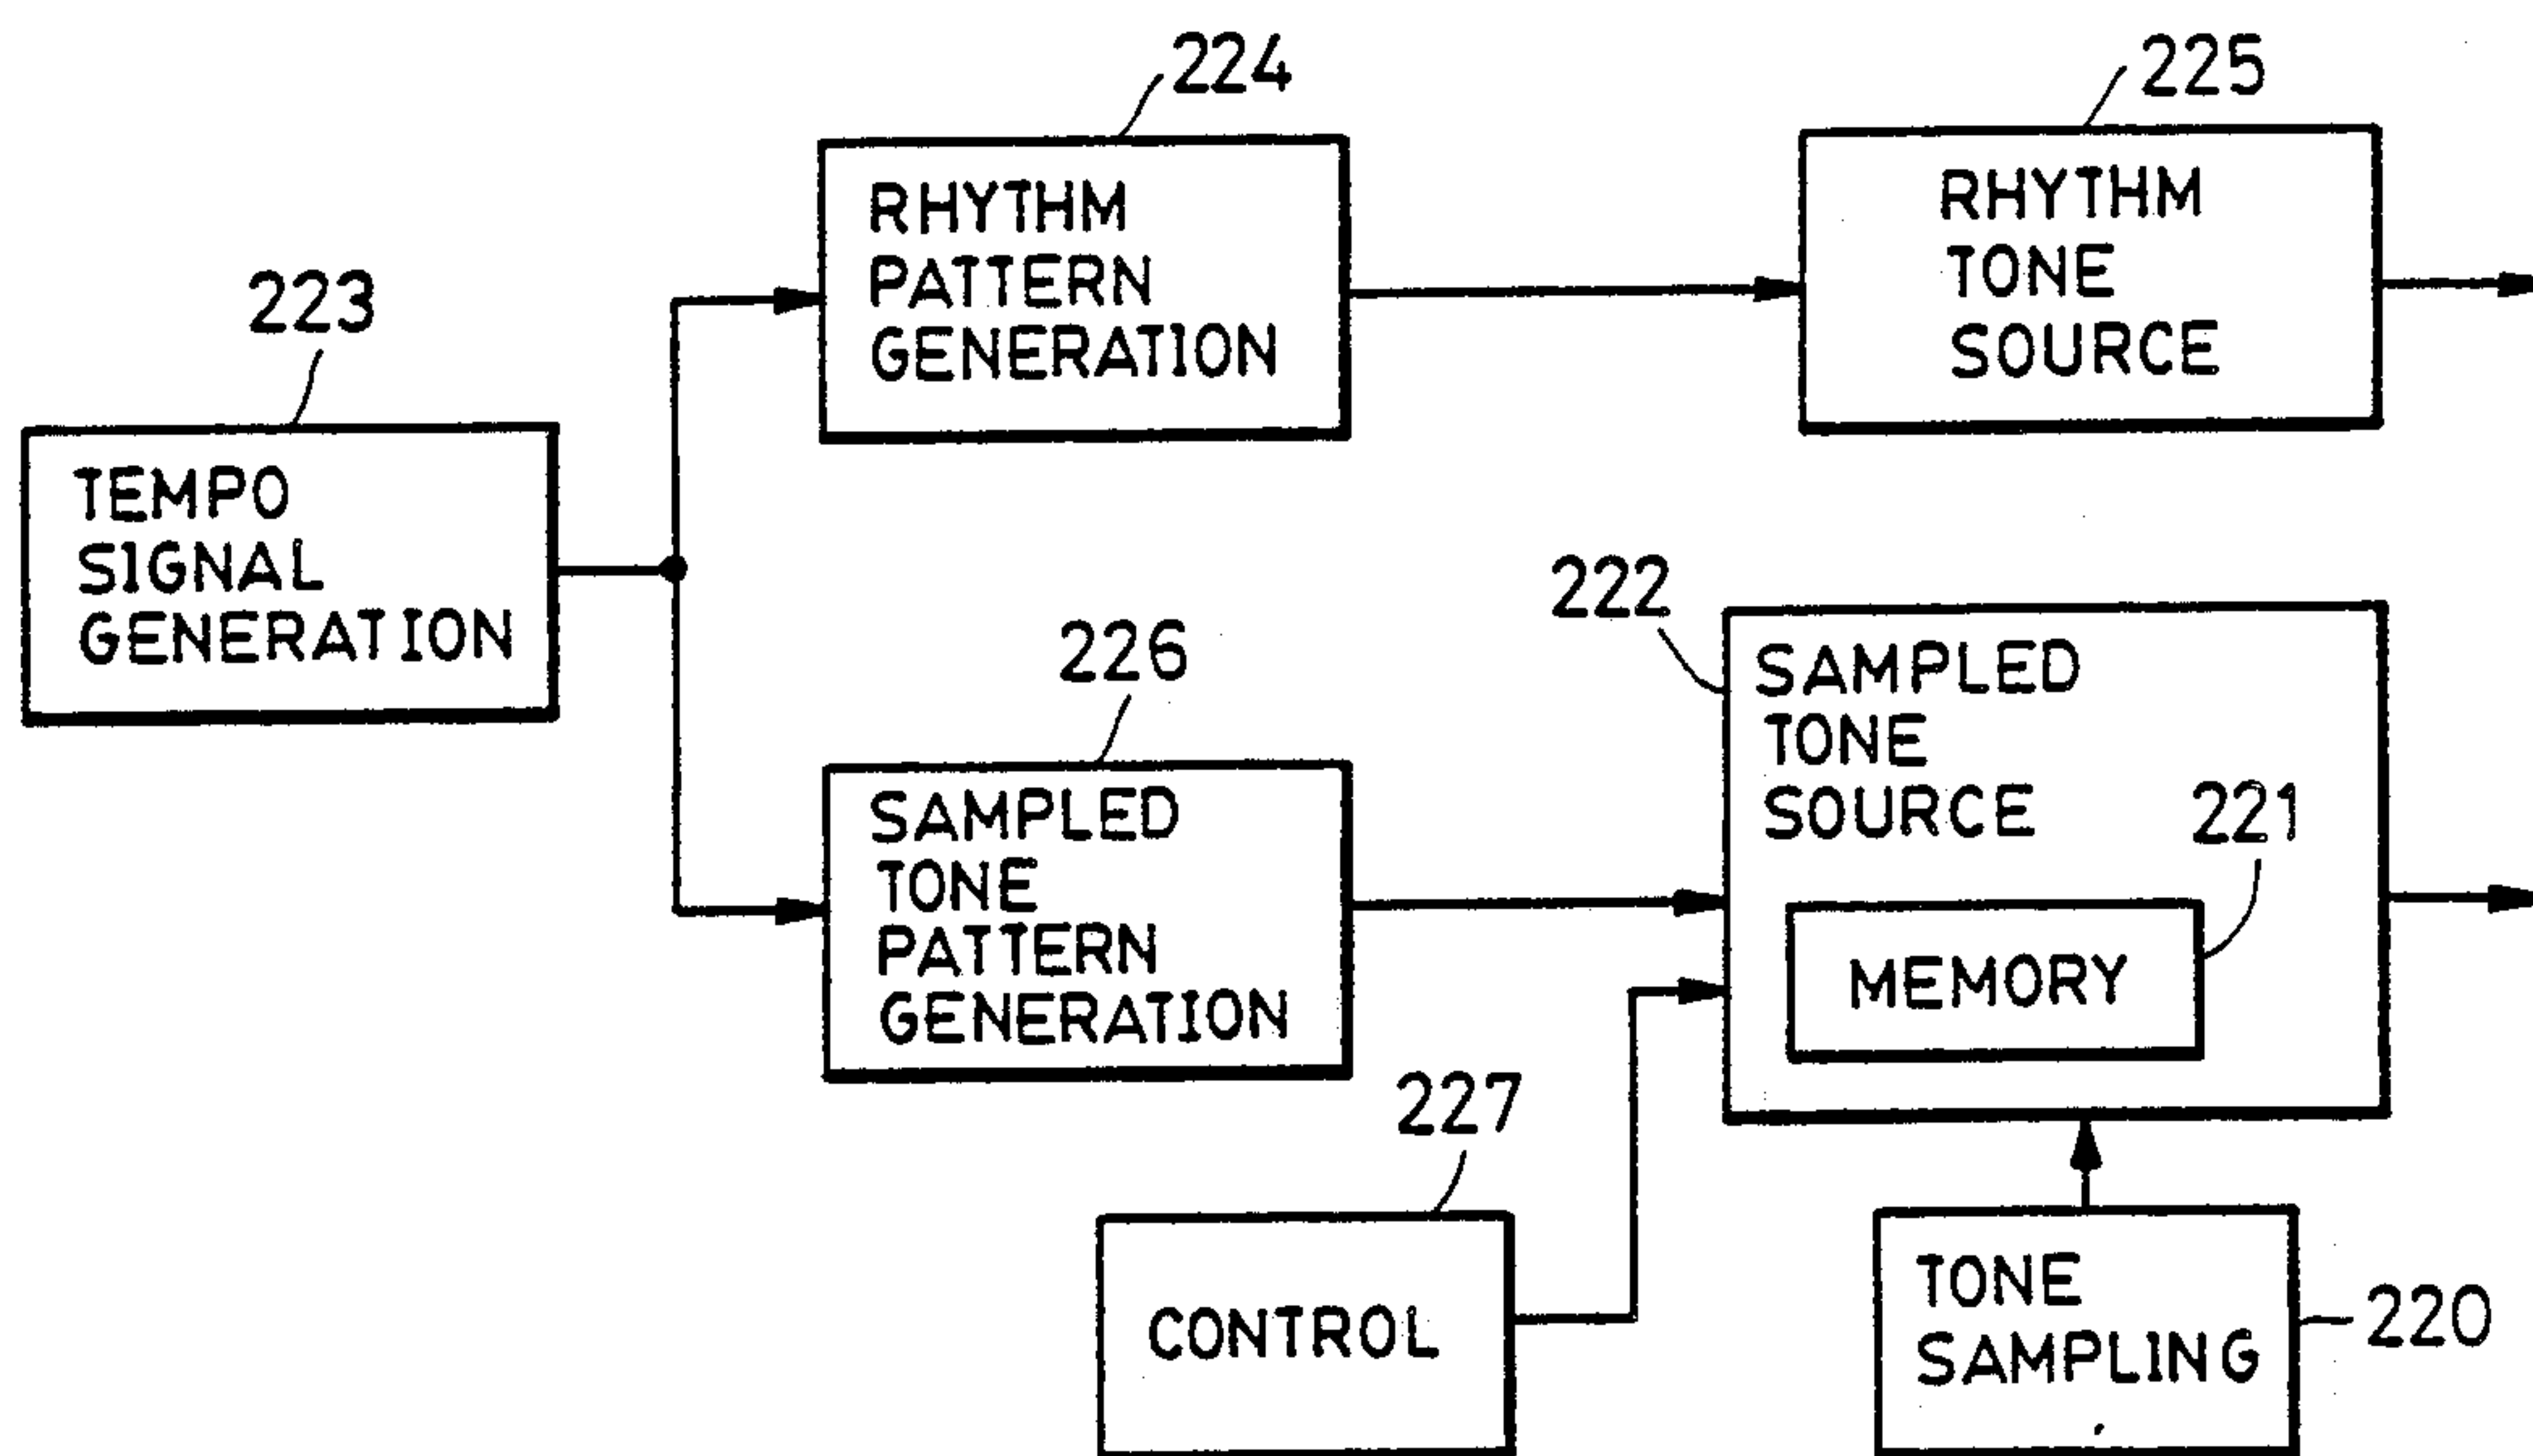 224
225
RHYTHM
PATTERN
GENERATION
RHYTHM
TONE
SOURCE
223
TEMPO
SIGNAL
GENERATION
222
226
SAMPLED
TONE
SOURCE
221
MEMORY
SAMPLED
TONE
PATTERN
GENERATION
227
CONTROL
TONE
SAMPLING
220